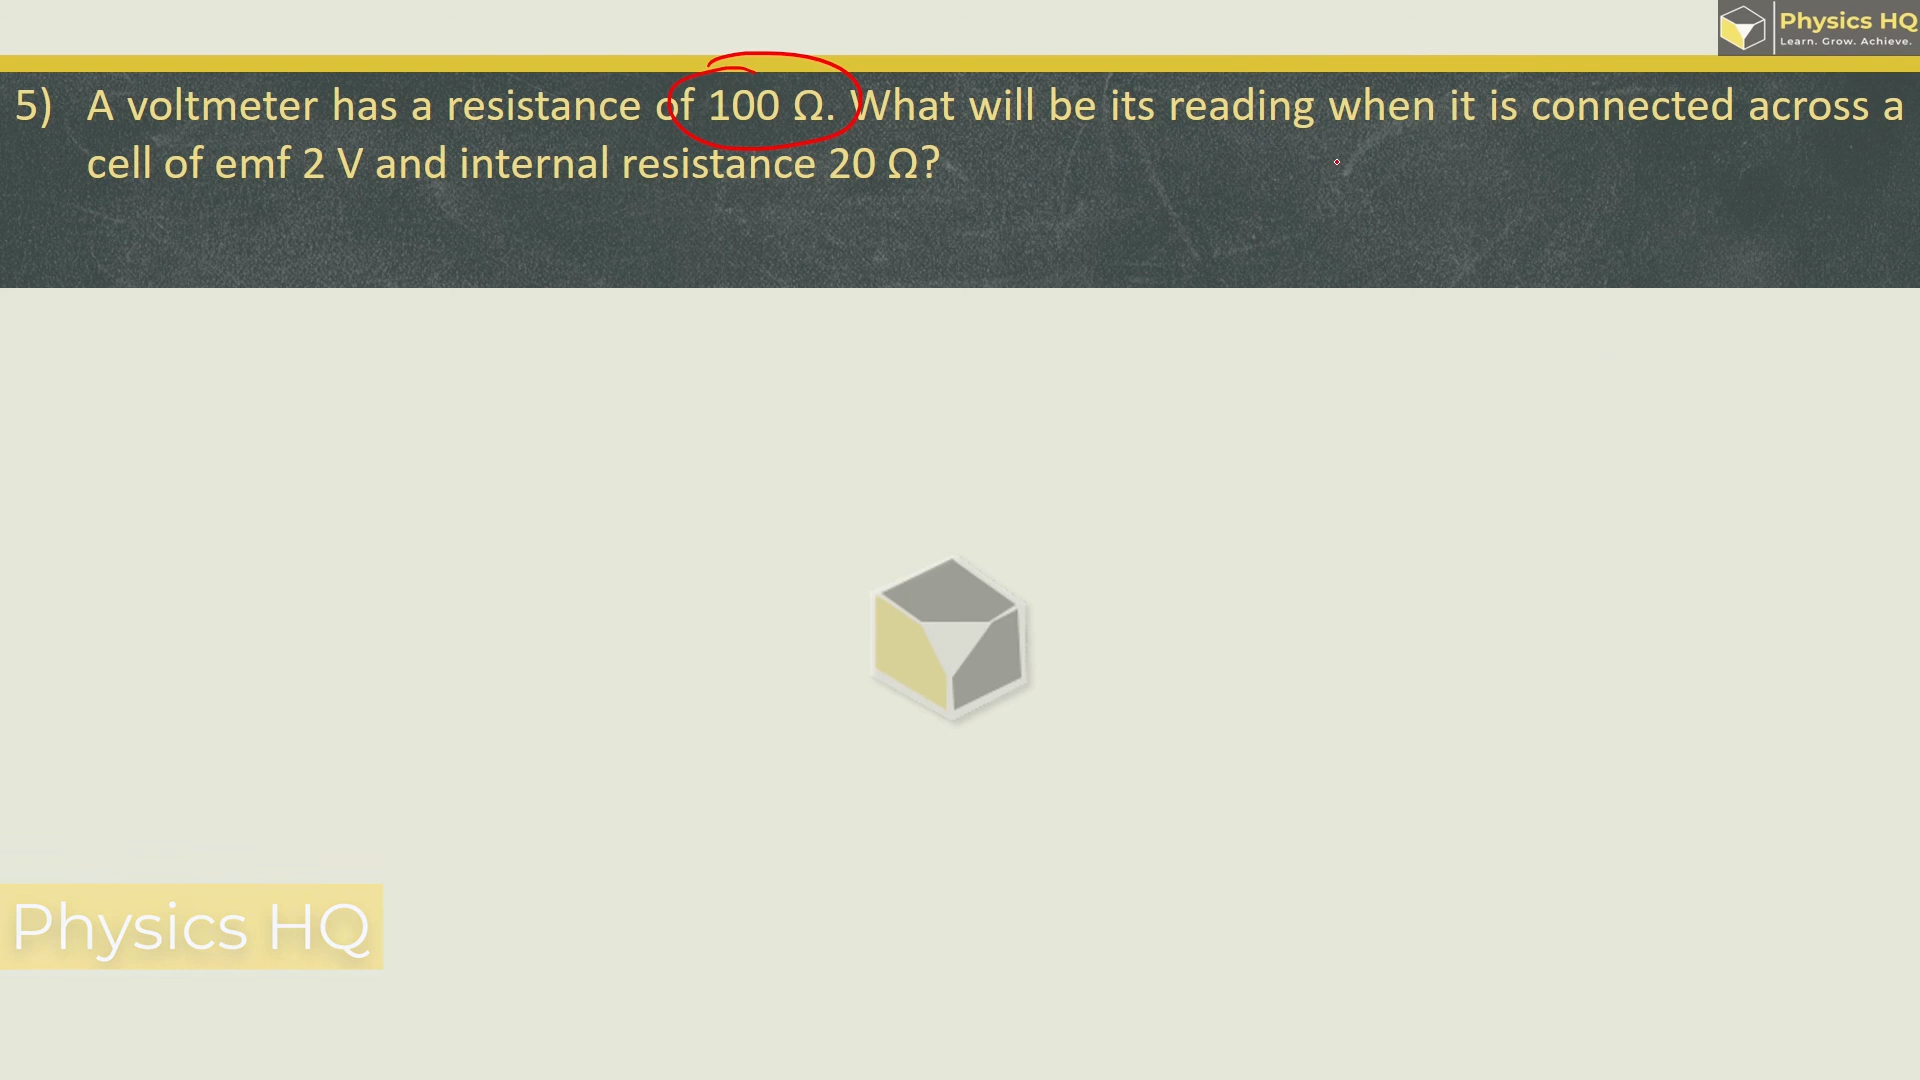 Physics HQ
Learn. Grow. Achieve.
5) A voltmeter has a resistance of 100 Ω. What will be its reading when it is connected across a
cell of emf 2 V and internal resistance 20 Ω?
Physics HQ